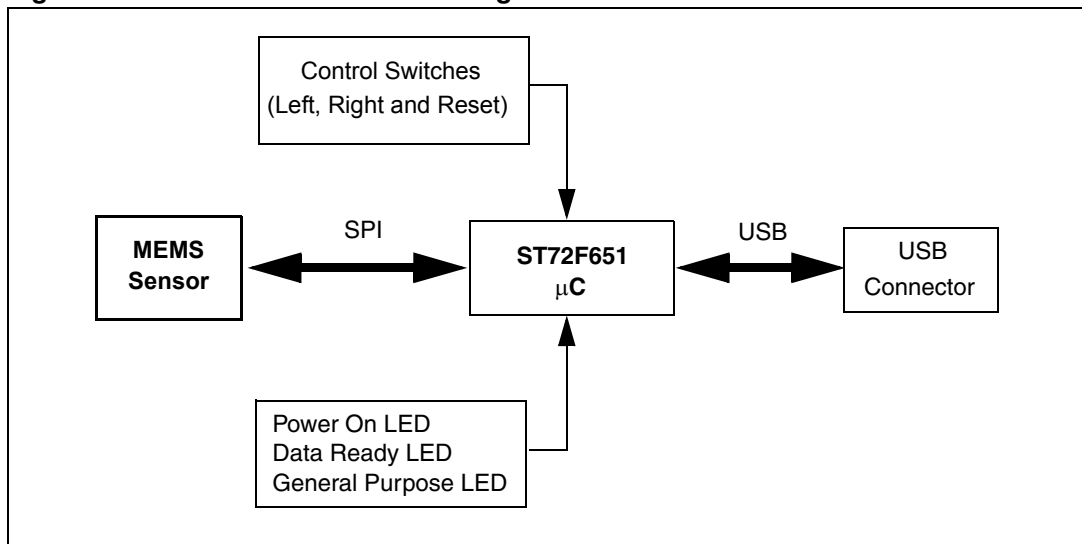 Control Switches
(Left, Right and Reset)
MEMS
Sensor
SPI
ST72F651
µC
USB
USB
Connector
Power On LED
Data Ready LED
General Purpose LED